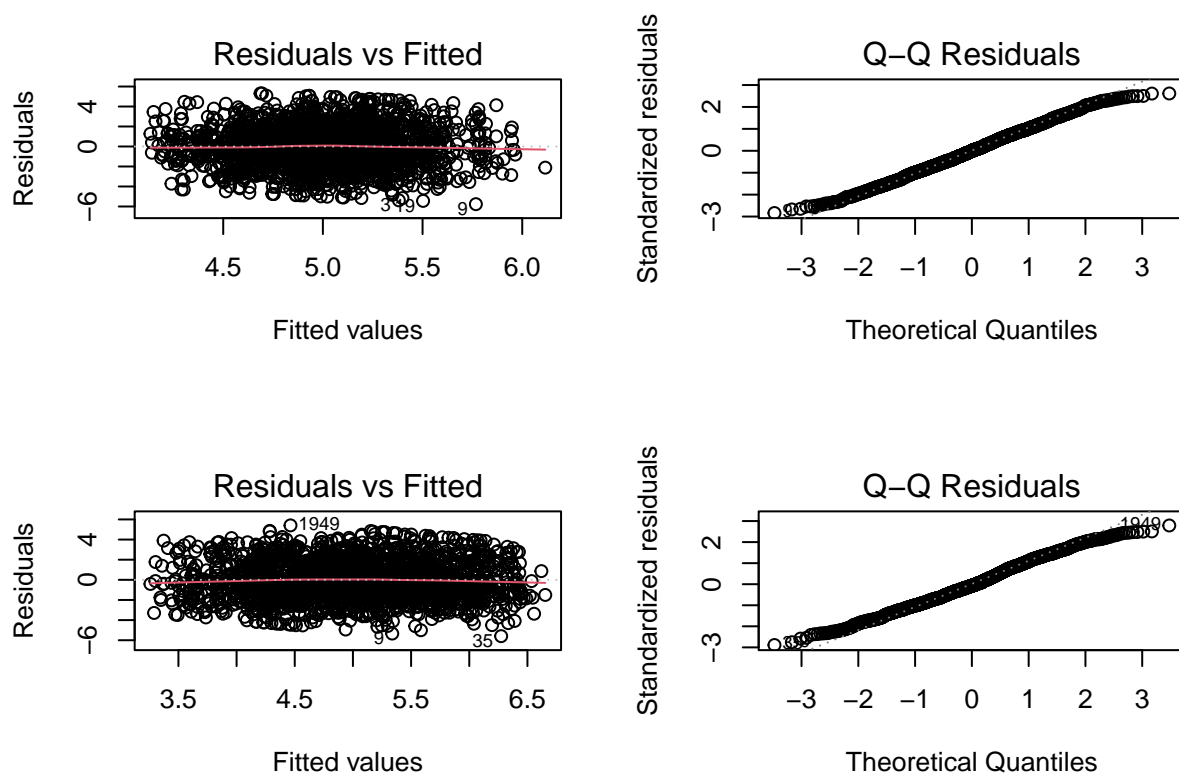 Residuals vs Fitted
Residuals
4
0
−6
3 19
9
4.5 5.0 5.5 6.0
Fitted values
Q−Q Residuals
Standardized residuals
2
0
−3
−3 −2 −1 0 1 2 3
Theoretical Quantiles
Residuals vs Fitted
Residuals
4
0
−6
1949
9
35
3.5 4.5 5.5 6.5
Fitted values
Q−Q Residuals
Standardized residuals
2
0
−3
1949
−3 −2 −1 0 1 2 3
Theoretical Quantiles